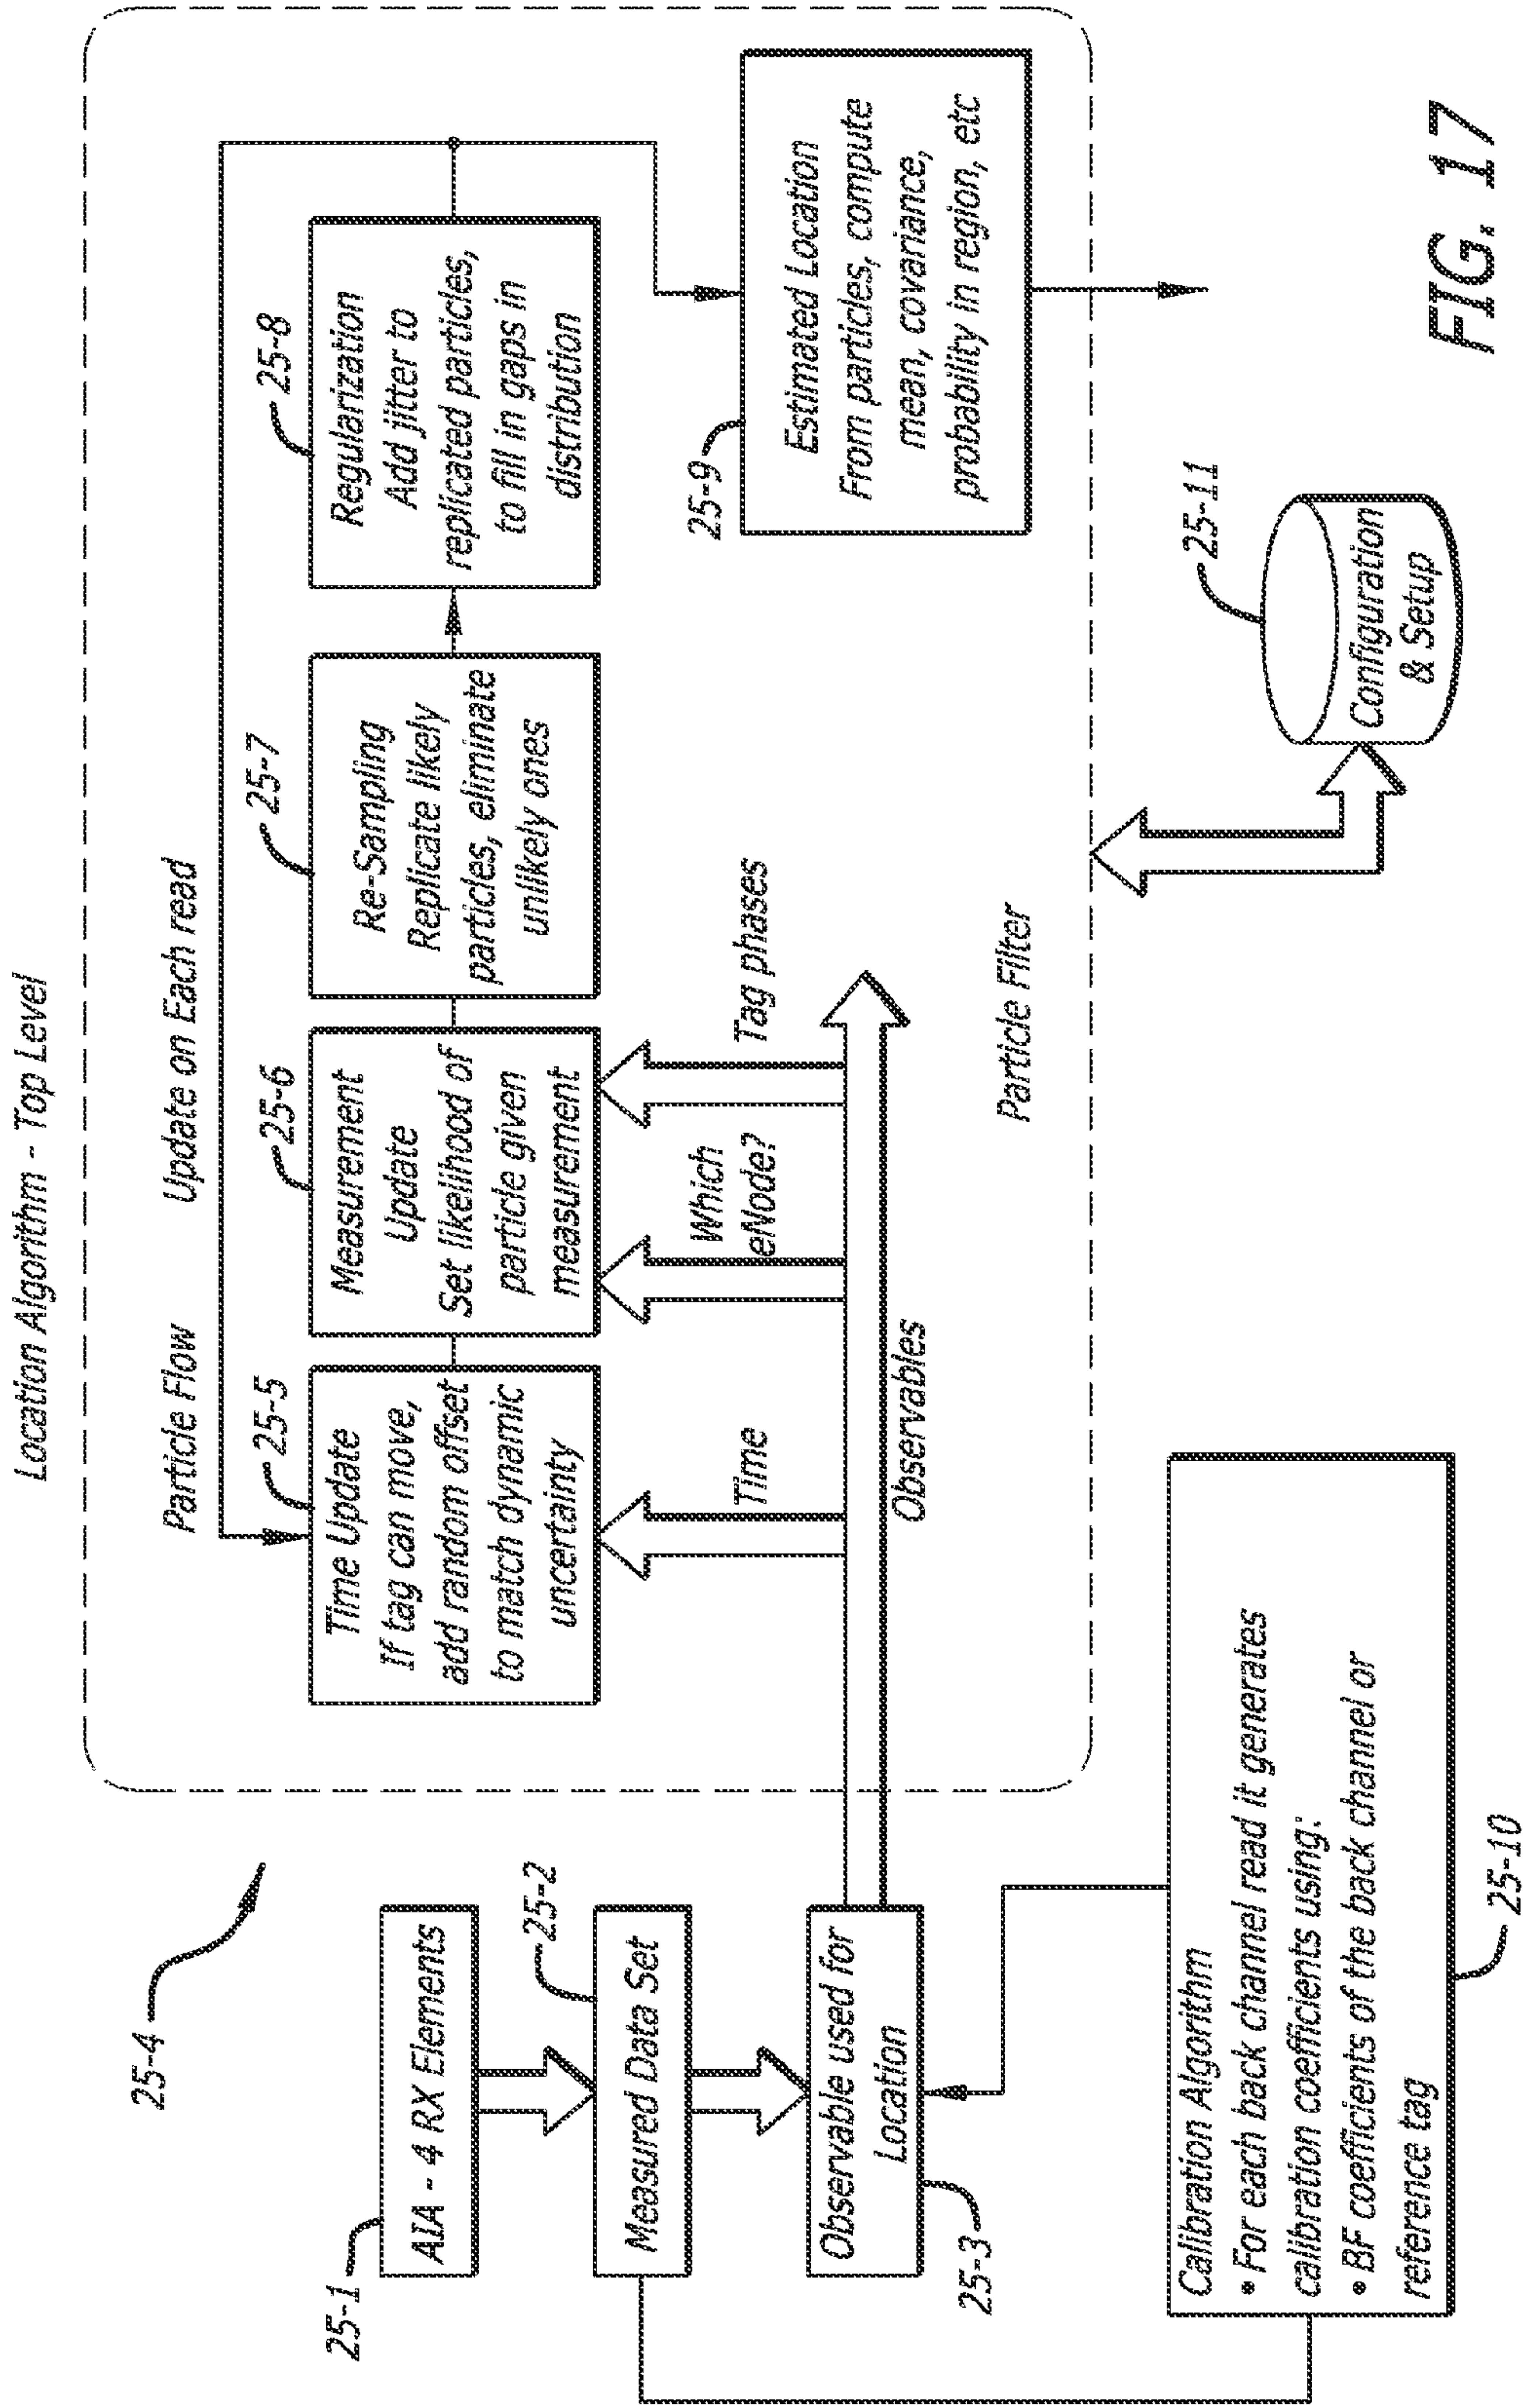 Location Algorithm - Top Level
Particle Flow
Update on Each read
25-4
25-1
AIA - 4 RX Elements
25-2
Measured Data Set
Observable used for
Location
25-3
25-5
Time Update
If tag can move,
add random offset
to match dynamic
uncertainty
25-6
Measurement
Update
Set likelihood of
particle given
measurement
25-7
Re-Sampling
Replicate likely
particles, eliminate
unlikely ones
25-8
Regularization
Add jitter to
replicated particles,
to fill in gaps in
distribution
Time
Which
eNode?
Tag phases
Observables
25-9
Estimated Location
From particles, compute
mean, covariance,
probability in region, etc
Particle Filter
Calibration Algorithm
• For each back channel read it generates
calibration coefficients using:
• BF coefficients of the back channel or
reference tag
25-10
25-11
Configuration
& Setup
FIG. 17